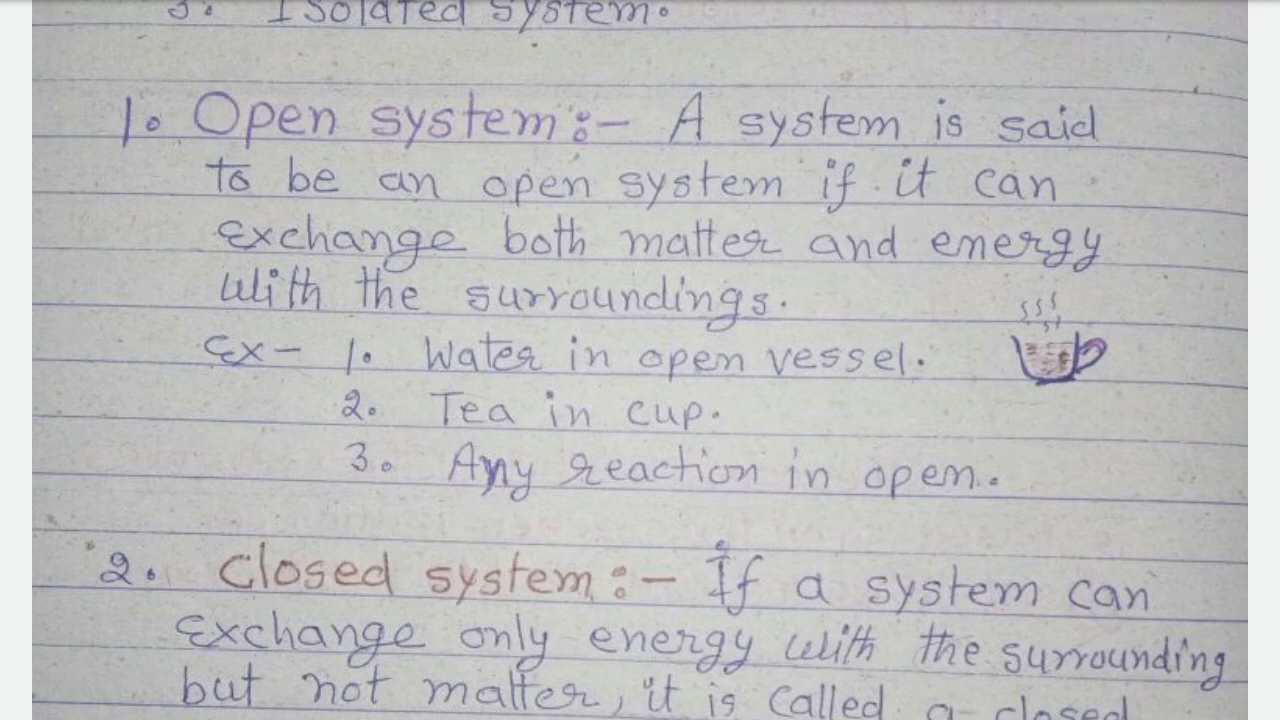 3. Isolated system.
1. Open system :- A system is said
to be an open system if it can
exchange both matter and energy
with the surroundings.
Ex - 1. Water in open vessel.
2. Tea in cup.
3. Any reaction in open.
2. Closed system :- If a system can
exchange only energy with the surrounding
but not matter, it is called a closed